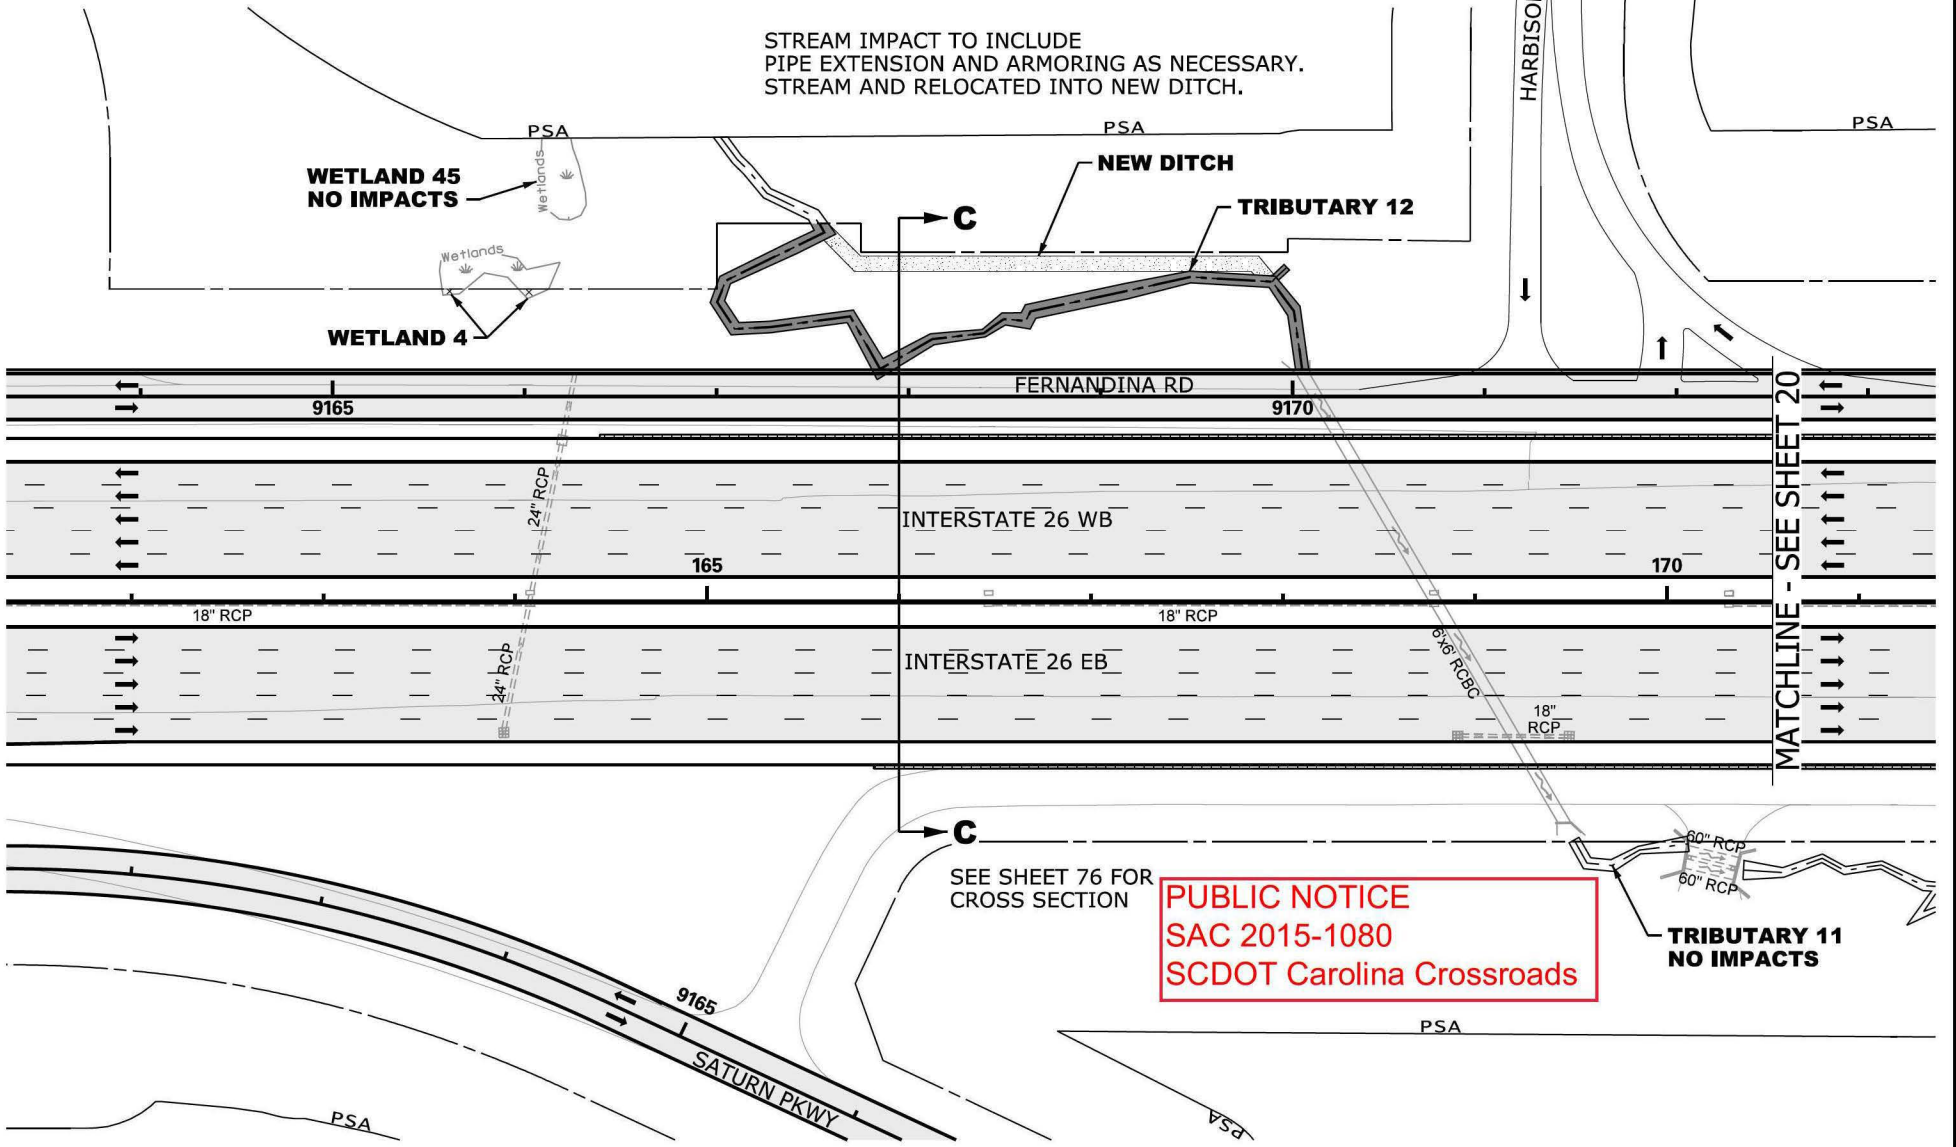 STREAM IMPACT TO INCLUDE
PIPE EXTENSION AND ARMORING AS NECESSARY.
STREAM AND RELOCATED INTO NEW DITCH.
PSA
PSA
PSA
WETLAND 45
NO IMPACTS
Wetlands
Wetlands
NEW DITCH
TRIBUTARY 12
C
Wetlands
WETLAND 4
FERNANDINA RD
9165
9170
24" RCP
INTERSTATE 26 WB
165
170
18" RCP
18" RCP
24" RCP
INTERSTATE 26 EB
6'x6' RCBC
18"
RCP
MATCHLINE - SEE SHEET 20
C
SEE SHEET 76 FOR
CROSS SECTION
60" RCP
60" RCP
PUBLIC NOTICE
SAC 2015-1080
SCDOT Carolina Crossroads
TRIBUTARY 11
NO IMPACTS
9165
SATURN PKWY
PSA
PSA
PSA